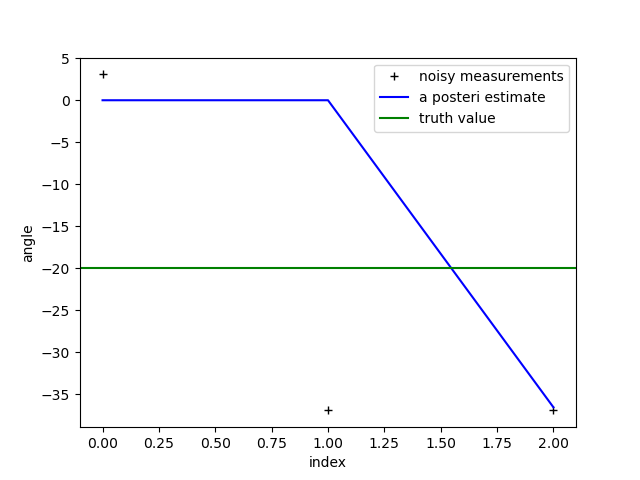 noisy measurements
a posteri estimate
truth value
5
0
−5
−10
−15
−20
−25
−30
−35
angle
0.00 0.25 0.50 0.75 1.00 1.25 1.50 1.75 2.00
index